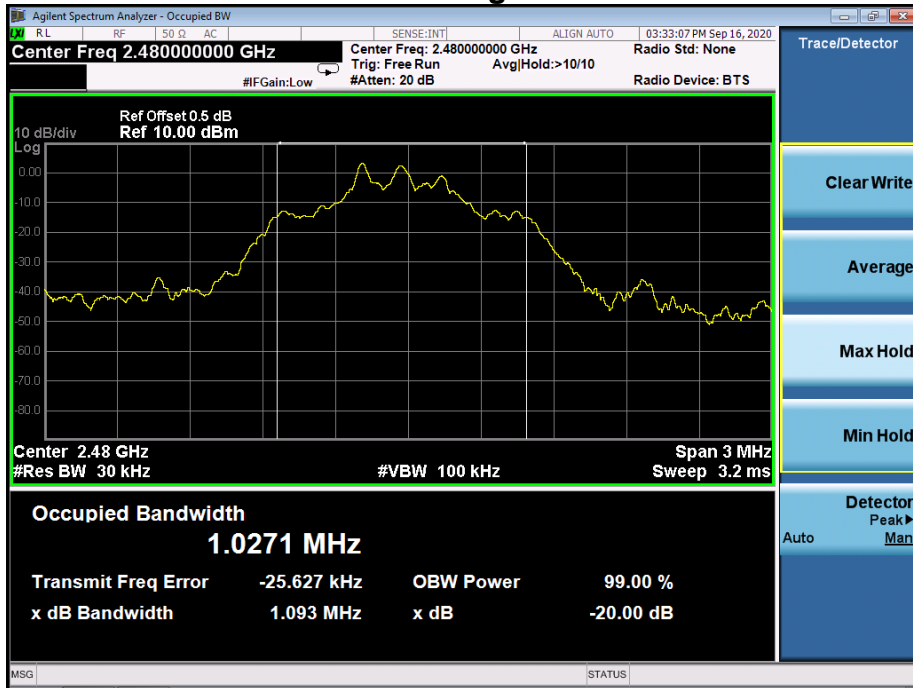 Agilent Spectrum Analyzer - Occupied BW
LXI RL RF 50 Ω AC SENSE:INT ALIGN AUTO 03:33:07 PM Sep 16, 2020
Center Freq 2.480000000 GHz
Center Freq: 2.480000000 GHz
Radio Std: None
Trig: Free Run Avg|Hold:>10/10
#IFGain:Low
#Atten: 20 dB
Radio Device: BTS
Ref Offset 0.5 dB
10 dB/div Ref 10.00 dBm
Log
0.00
-10.0
-20.0
-30.0
-40.0
-50.0
-60.0
-70.0
-80.0
Center 2.48 GHz Span 3 MHz
#Res BW 30 kHz #VBW 100 kHz Sweep 3.2 ms
Occupied Bandwidth
1.0271 MHz
Transmit Freq Error -25.627 kHz OBW Power 99.00 %
x dB Bandwidth 1.093 MHz x dB -20.00 dB
MSG STATUS
Trace/Detector
Clear Write
Average
Max Hold
Min Hold
Detector
Peak▶
Auto Man